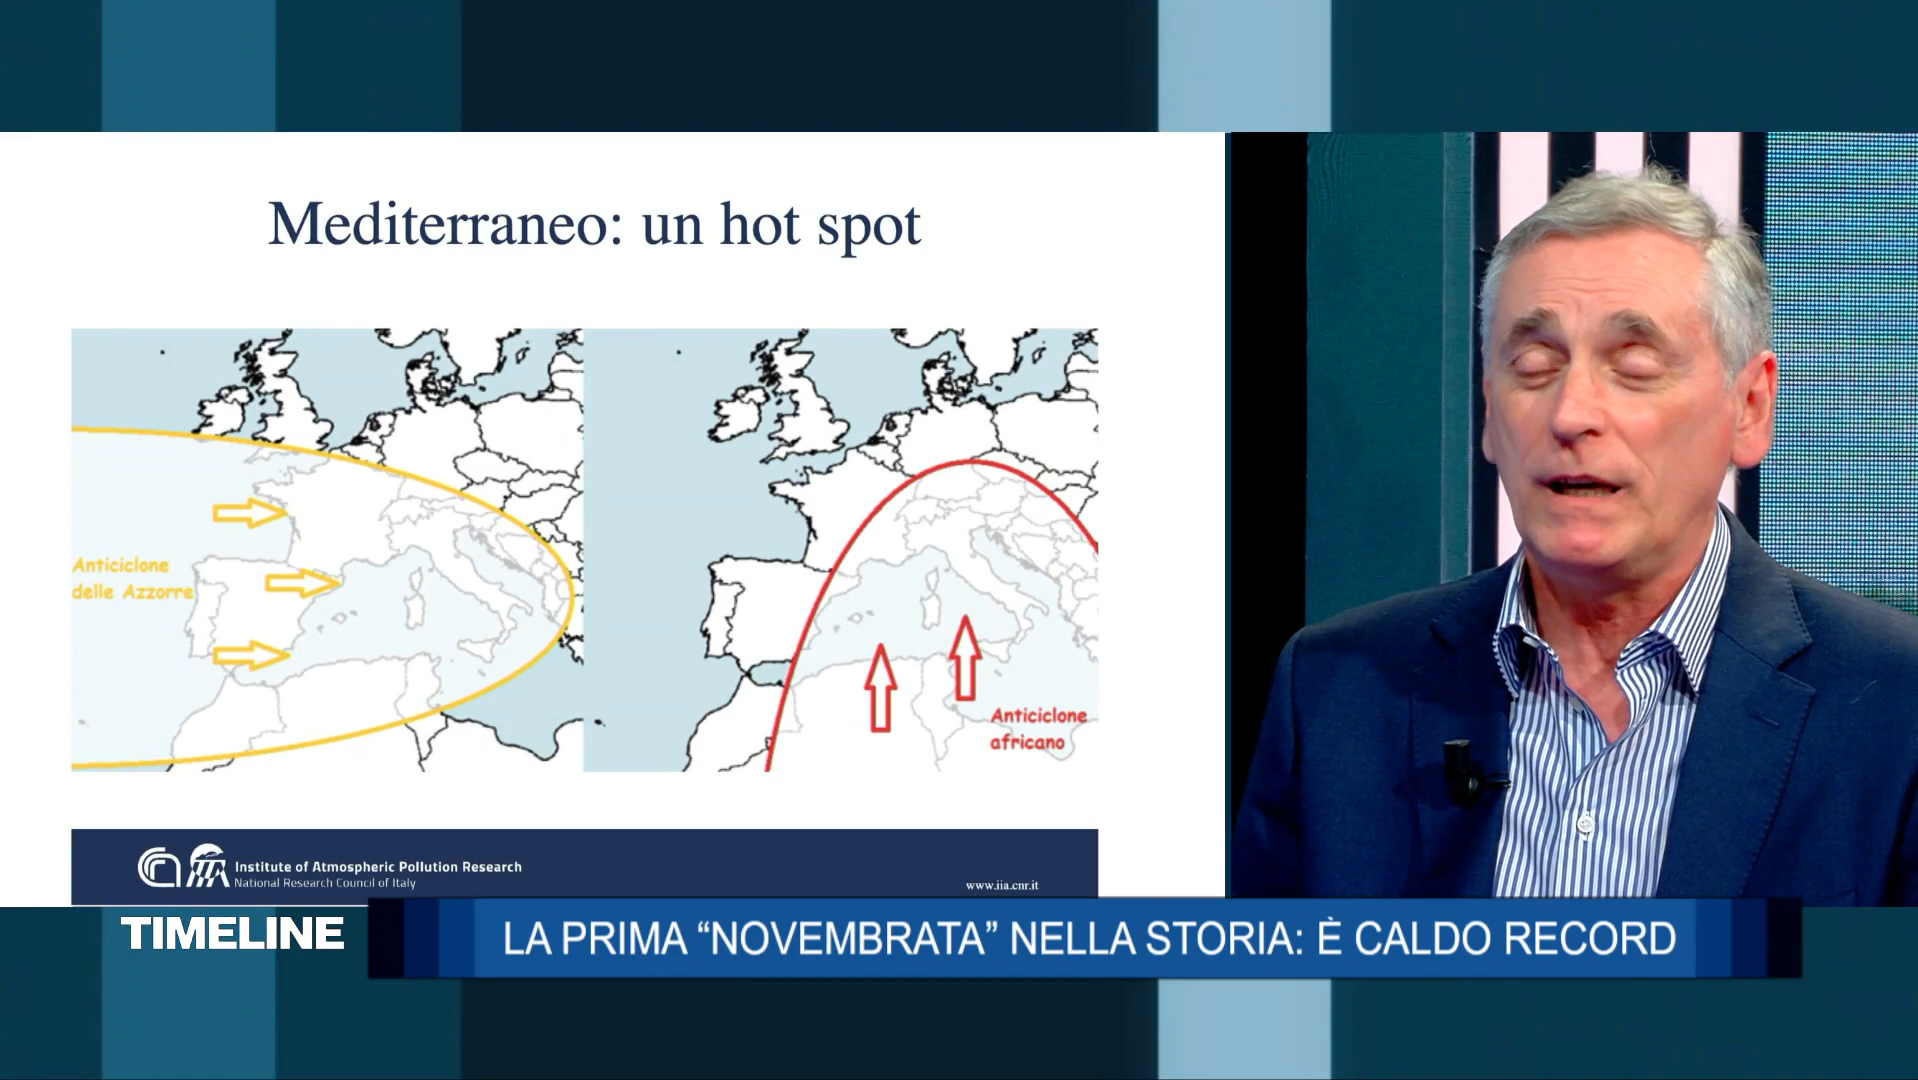 Mediterraneo: un hot spot
Anticiclone
delle Azzorre
Anticiclone
africano
Institute of Atmospheric Pollution Research
National Research Council of Italy
www.iia.cnr.it
TIMELINE
LA PRIMA “NOVEMBRATA” NELLA STORIA: È CALDO RECORD